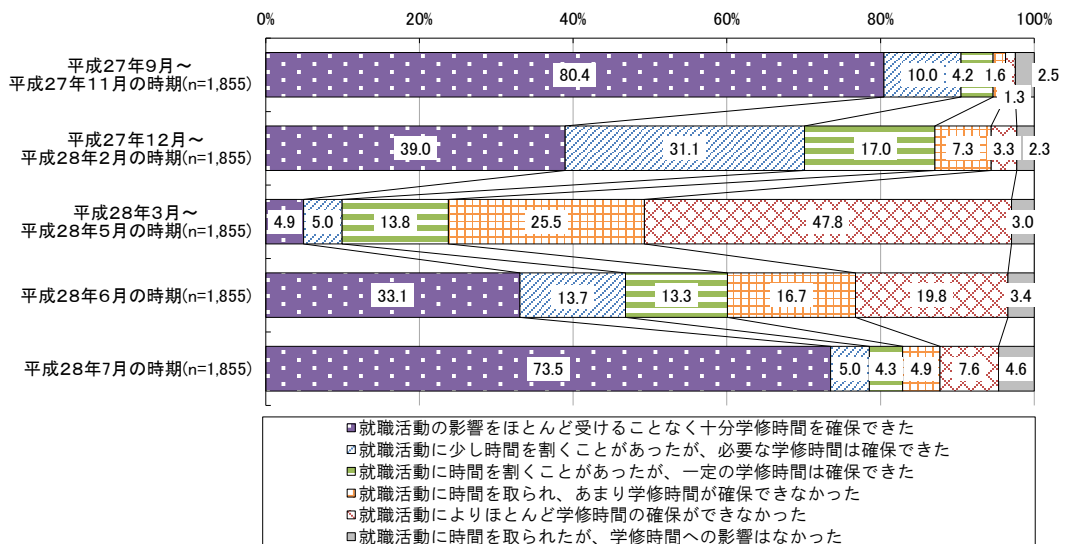 0% 20% 40% 60% 80% 100%
平成27年9月～
平成27年11月の時期(n=1,855)
80.4 10.0 4.2 1.6 1.3 2.5
平成27年12月～
平成28年2月の時期(n=1,855)
39.0 31.1 17.0 7.3 3.3 2.3
平成28年3月～
平成28年5月の時期(n=1,855)
4.9 5.0 13.8 25.5 47.8 3.0
平成28年6月の時期(n=1,855)
33.1 13.7 13.3 16.7 19.8 3.4
平成28年7月の時期(n=1,855)
73.5 5.0 4.3 4.9 7.6 4.6
就職活動の影響をほとんど受けることなく十分学修時間を確保できた
就職活動に少し時間を割くことがあったが、必要な学修時間は確保できた
就職活動に時間を割くことがあったが、一定の学修時間は確保できた
就職活動に時間を取られ、あまり学修時間が確保できなかった
就職活動によりほとんど学修時間の確保ができなかった
就職活動に時間を取られたが、学修時間への影響はなかった